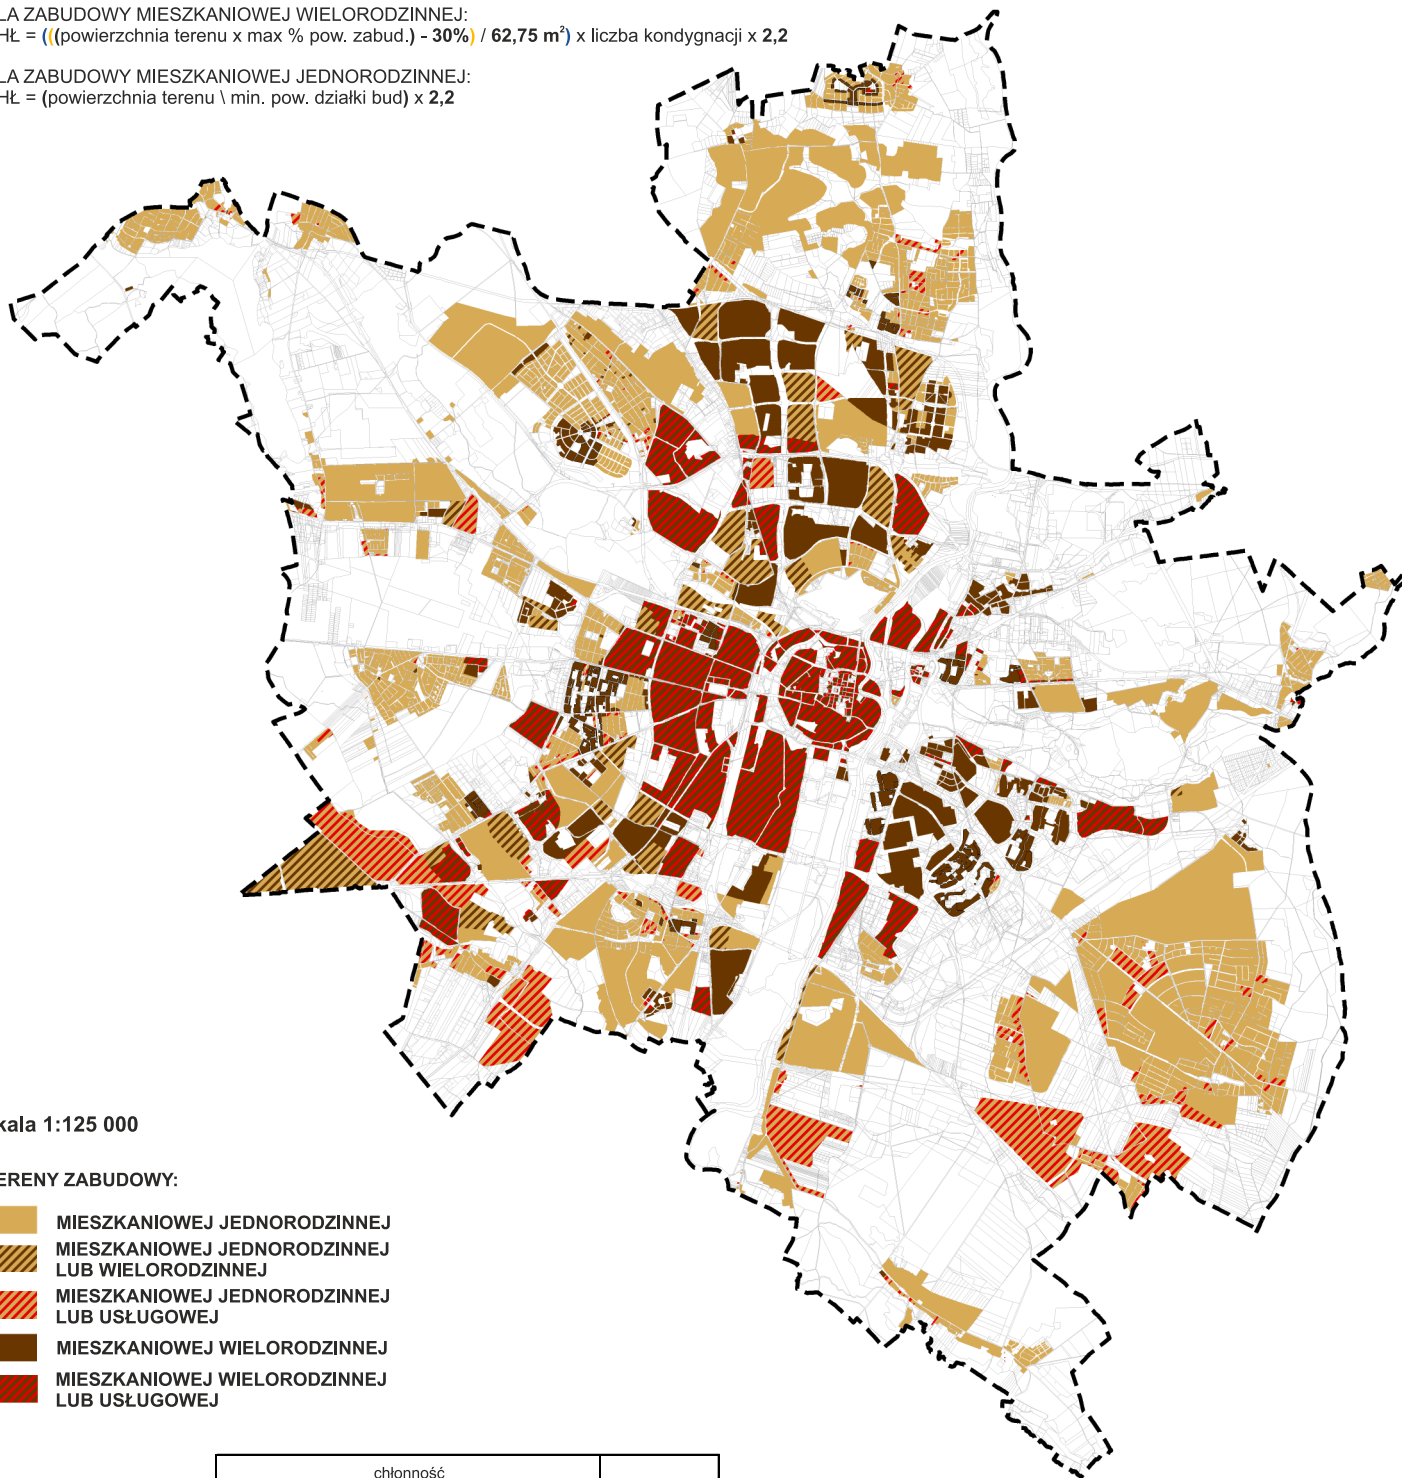 LA ZABUDOWY MIESZKANIOWEJ WIELORODZINNEJ:
HŁ = (((powierzchnia terenu x max % pow. zabud.) - 30%) / 62,75 m²) x liczba kondygnacji x 2,2
LA ZABUDOWY MIESZKANIOWEJ JEDNORODZINNEJ:
HŁ = (powierzchnia terenu \ min. pow. działki bud) x 2,2
kala 1:125 000
ERENY ZABUDOWY:
MIESZKANIOWEJ JEDNORODZINNEJ
MIESZKANIOWEJ JEDNORODZINNEJ
LUB WIELORODZINNEJ
MIESZKANIOWEJ JEDNORODZINNEJ
LUB USŁUGOWEJ
MIESZKANIOWEJ WIELORODZINNEJ
MIESZKANIOWEJ WIELORODZINNEJ
LUB USŁUGOWEJ
chłonność